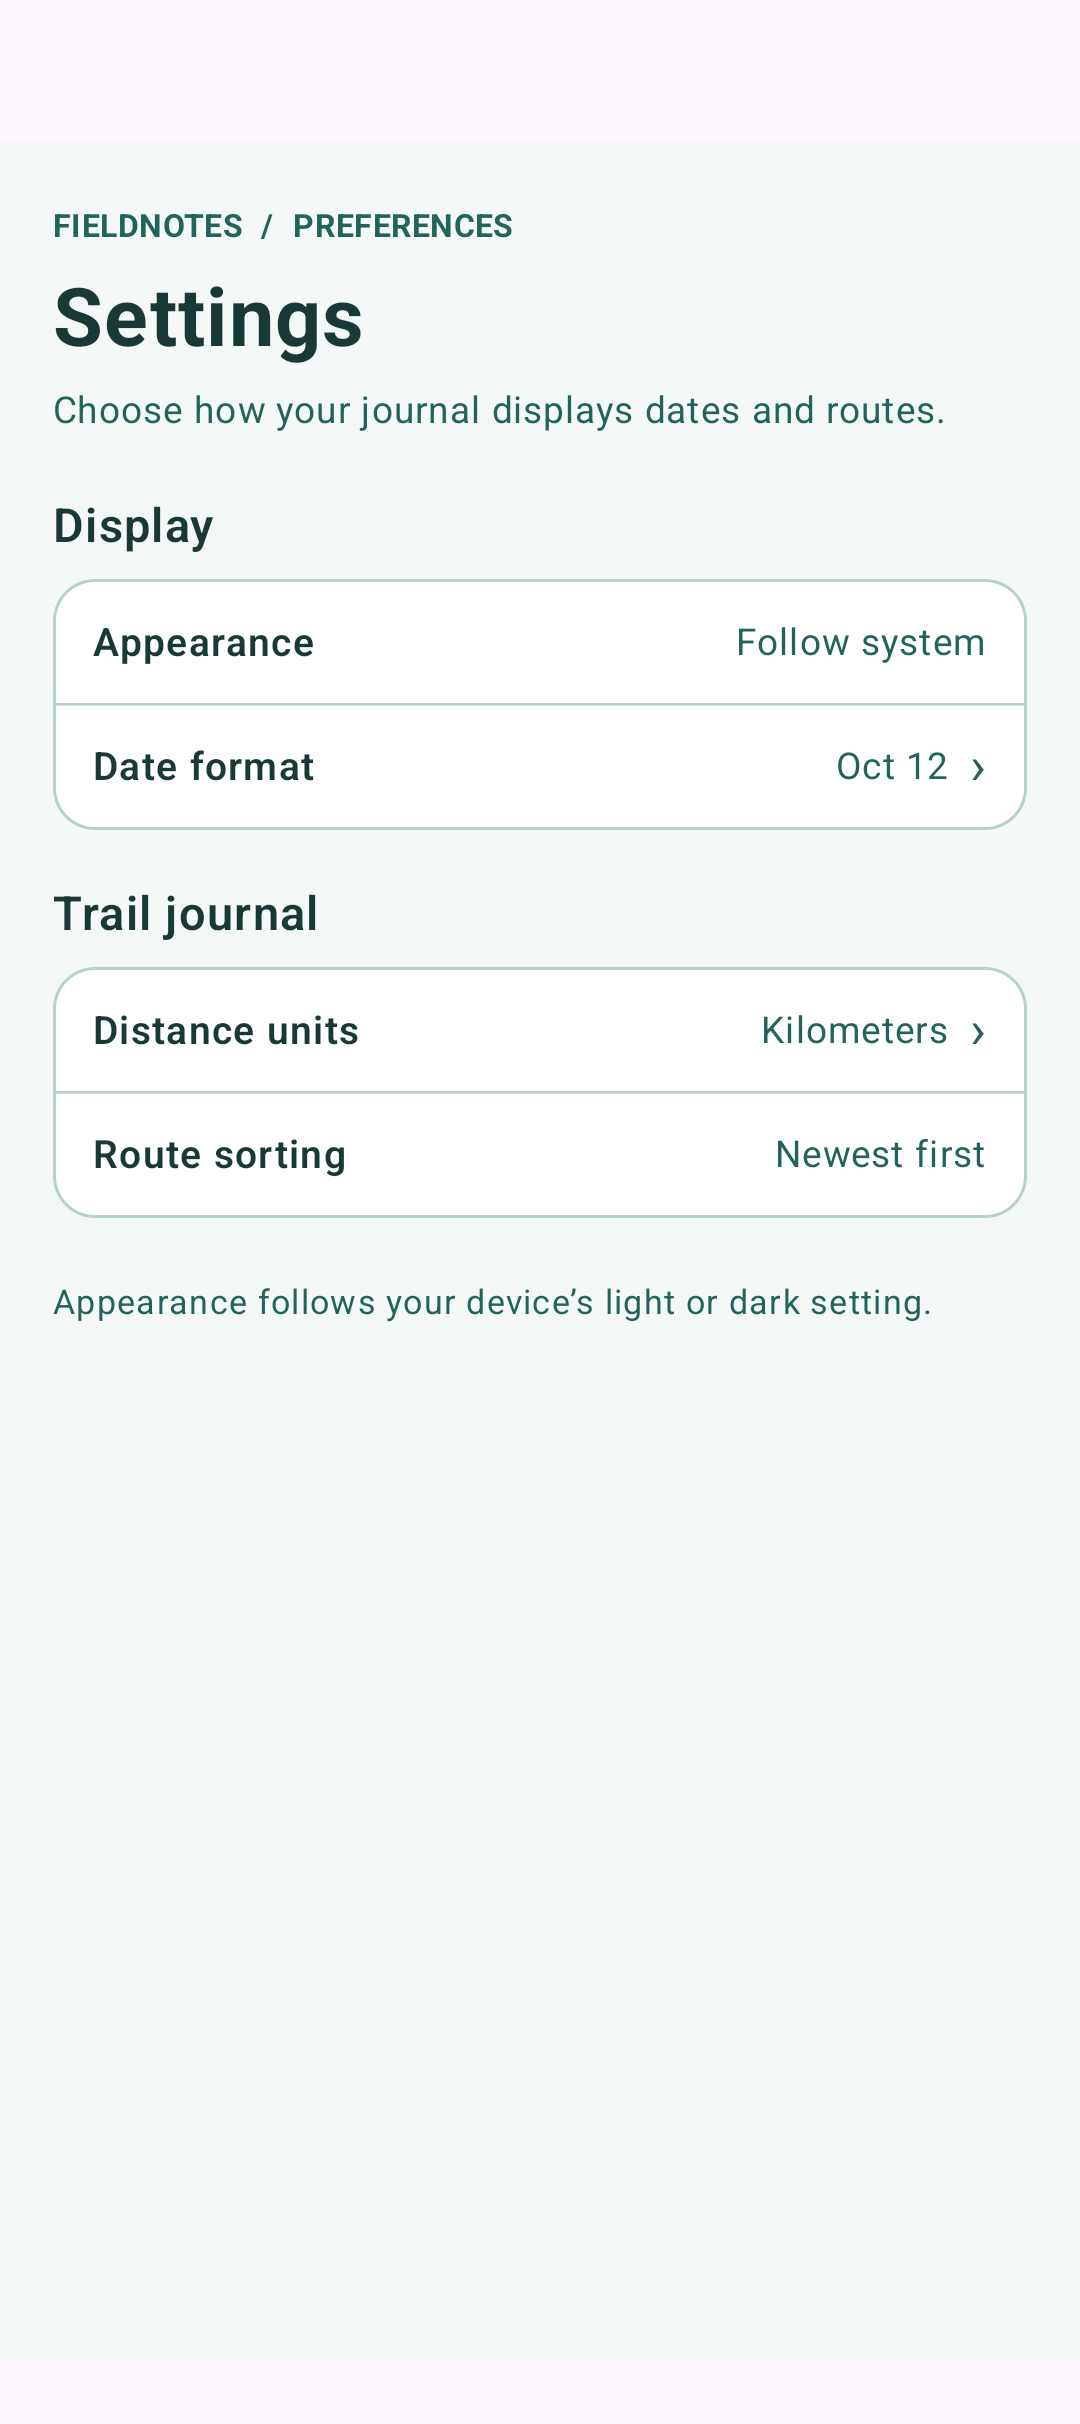 FIELDNOTES / PREFERENCES
Settings
Choose how your journal displays dates and routes.
Display
Appearance Follow system
Date format Oct 12 ›
Trail journal
Distance units Kilometers ›
Route sorting Newest first
Appearance follows your device’s light or dark setting.